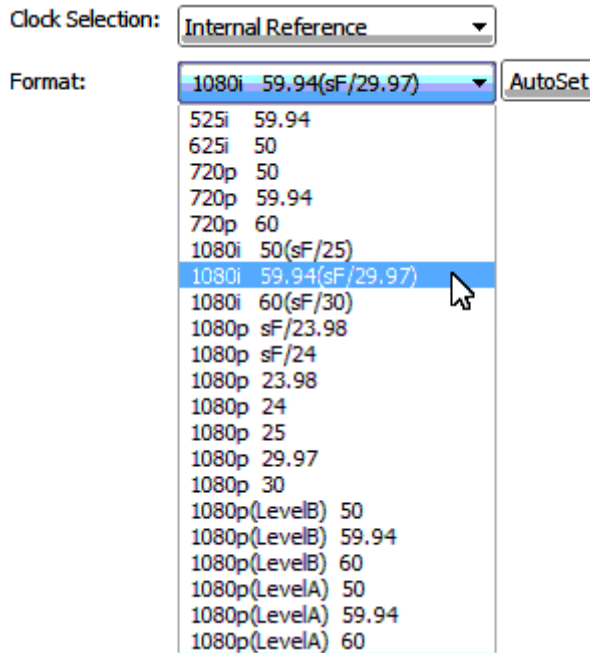 Clock Selection: Internal Reference
Format: 1080i 59.94(sF/29.97) AutoSet
525i 59.94
625i 50
720p 50
720p 59.94
720p 60
1080i 50(sF/25)
1080i 59.94(sF/29.97)
1080i 60(sF/30)
1080p sF/23.98
1080p sF/24
1080p 23.98
1080p 24
1080p 25
1080p 29.97
1080p 30
1080p(LevelB) 50
1080p(LevelB) 59.94
1080p(LevelB) 60
1080p(LevelA) 50
1080p(LevelA) 59.94
1080p(LevelA) 60